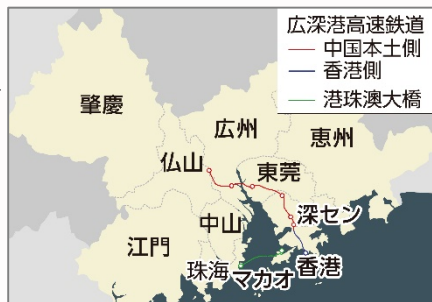 広深港高速鉄道
中国本土側
香港側
港珠澳大橋
肇慶
広州
恵州
仏山
東莞
深セン
中山
江門
香港
珠海
マカオ